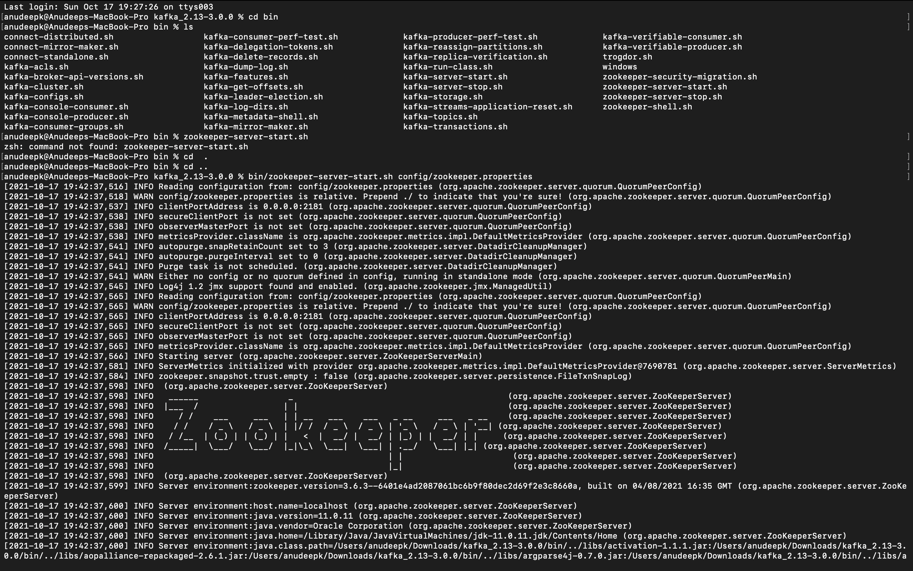 Last login: Sun Oct 17 19:27:26 on ttys003
[anudeepk@Anudeeps-MacBook-Pro kafka_2.13-3.0.0 % cd bin ]
[anudeepk@Anudeeps-MacBook-Pro bin % ls ]
connect-distributed.sh kafka-consumer-perf-test.sh kafka-producer-perf-test.sh kafka-verifiable-consumer.sh
connect-mirror-maker.sh kafka-delegation-tokens.sh kafka-reassign-partitions.sh kafka-verifiable-producer.sh
connect-standalone.sh kafka-delete-records.sh kafka-replica-verification.sh trogdor.sh
kafka-acls.sh kafka-dump-log.sh kafka-run-class.sh windows
kafka-broker-api-versions.sh kafka-features.sh kafka-server-start.sh zookeeper-security-migration.sh
kafka-cluster.sh kafka-get-offsets.sh kafka-server-stop.sh zookeeper-server-start.sh
kafka-configs.sh kafka-leader-election.sh kafka-storage.sh zookeeper-server-stop.sh
kafka-console-consumer.sh kafka-log-dirs.sh kafka-streams-application-reset.sh zookeeper-shell.sh
kafka-console-producer.sh kafka-metadata-shell.sh kafka-topics.sh
kafka-consumer-groups.sh kafka-mirror-maker.sh kafka-transactions.sh
[anudeepk@Anudeeps-MacBook-Pro bin % zookeeper-server-start.sh ]
zsh: command not found: zookeeper-server-start.sh
[anudeepk@Anudeeps-MacBook-Pro bin % cd  . ]
[anudeepk@Anudeeps-MacBook-Pro bin % cd .. ]
[anudeepk@Anudeeps-MacBook-Pro kafka_2.13-3.0.0 % bin/zookeeper-server-start.sh config/zookeeper.properties ]
[2021-10-17 19:42:37,516] INFO Reading configuration from: config/zookeeper.properties (org.apache.zookeeper.server.quorum.QuorumPeerConfig)
[2021-10-17 19:42:37,518] WARN config/zookeeper.properties is relative. Prepend ./ to indicate that you're sure! (org.apache.zookeeper.server.quorum.QuorumPeerConfig)
[2021-10-17 19:42:37,537] INFO clientPortAddress is 0.0.0.0:2181 (org.apache.zookeeper.server.quorum.QuorumPeerConfig)
[2021-10-17 19:42:37,538] INFO secureClientPort is not set (org.apache.zookeeper.server.quorum.QuorumPeerConfig)
[2021-10-17 19:42:37,538] INFO observerMasterPort is not set (org.apache.zookeeper.server.quorum.QuorumPeerConfig)
[2021-10-17 19:42:37,538] INFO metricsProvider.className is org.apache.zookeeper.metrics.impl.DefaultMetricsProvider (org.apache.zookeeper.server.quorum.QuorumPeerConfig)
[2021-10-17 19:42:37,541] INFO autopurge.snapRetainCount set to 3 (org.apache.zookeeper.server.DatadirCleanupManager)
[2021-10-17 19:42:37,541] INFO autopurge.purgeInterval set to 0 (org.apache.zookeeper.server.DatadirCleanupManager)
[2021-10-17 19:42:37,541] INFO Purge task is not scheduled. (org.apache.zookeeper.server.DatadirCleanupManager)
[2021-10-17 19:42:37,541] WARN Either no config or no quorum defined in config, running in standalone mode (org.apache.zookeeper.server.quorum.QuorumPeerMain)
[2021-10-17 19:42:37,545] INFO Log4j 1.2 jmx support found and enabled. (org.apache.zookeeper.jmx.ManagedUtil)
[2021-10-17 19:42:37,565] INFO Reading configuration from: config/zookeeper.properties (org.apache.zookeeper.server.quorum.QuorumPeerConfig)
[2021-10-17 19:42:37,565] WARN config/zookeeper.properties is relative. Prepend ./ to indicate that you're sure! (org.apache.zookeeper.server.quorum.QuorumPeerConfig)
[2021-10-17 19:42:37,565] INFO clientPortAddress is 0.0.0.0:2181 (org.apache.zookeeper.server.quorum.QuorumPeerConfig)
[2021-10-17 19:42:37,565] INFO secureClientPort is not set (org.apache.zookeeper.server.quorum.QuorumPeerConfig)
[2021-10-17 19:42:37,565] INFO observerMasterPort is not set (org.apache.zookeeper.server.quorum.QuorumPeerConfig)
[2021-10-17 19:42:37,565] INFO metricsProvider.className is org.apache.zookeeper.metrics.impl.DefaultMetricsProvider (org.apache.zookeeper.server.quorum.QuorumPeerConfig)
[2021-10-17 19:42:37,566] INFO Starting server (org.apache.zookeeper.server.ZooKeeperServerMain)
[2021-10-17 19:42:37,581] INFO ServerMetrics initialized with provider org.apache.zookeeper.metrics.impl.DefaultMetricsProvider@7690781 (org.apache.zookeeper.server.ServerMetrics)
[2021-10-17 19:42:37,584] INFO zookeeper.snapshot.trust.empty : false (org.apache.zookeeper.server.persistence.FileTxnSnapLog)
[2021-10-17 19:42:37,598] INFO  (org.apache.zookeeper.server.ZooKeeperServer)
[2021-10-17 19:42:37,598] INFO (org.apache.zookeeper.server.ZooKeeperServer)
[2021-10-17 19:42:37,598] INFO (org.apache.zookeeper.server.ZooKeeperServer)
[2021-10-17 19:42:37,598] INFO (org.apache.zookeeper.server.ZooKeeperServer)
[2021-10-17 19:42:37,598] INFO Zookeeper (org.apache.zookeeper.server.ZooKeeperServer)
[2021-10-17 19:42:37,598] INFO (org.apache.zookeeper.server.ZooKeeperServer)
[2021-10-17 19:42:37,598] INFO (org.apache.zookeeper.server.ZooKeeperServer)
[2021-10-17 19:42:37,598] INFO (org.apache.zookeeper.server.ZooKeeperServer)
[2021-10-17 19:42:37,598] INFO (org.apache.zookeeper.server.ZooKeeperServer)
[2021-10-17 19:42:37,598] INFO  (org.apache.zookeeper.server.ZooKeeperServer)
[2021-10-17 19:42:37,599] INFO Server environment:zookeeper.version=3.6.3--6401e4ad2087061bc6b9f80dec2d69f2e3c8660a, built on 04/08/2021 16:35 GMT (org.apache.zookeeper.server.ZooKe
eperServer)
[2021-10-17 19:42:37,600] INFO Server environment:host.name=localhost (org.apache.zookeeper.server.ZooKeeperServer)
[2021-10-17 19:42:37,600] INFO Server environment:java.version=11.0.11 (org.apache.zookeeper.server.ZooKeeperServer)
[2021-10-17 19:42:37,600] INFO Server environment:java.vendor=Oracle Corporation (org.apache.zookeeper.server.ZooKeeperServer)
[2021-10-17 19:42:37,600] INFO Server environment:java.home=/Library/Java/JavaVirtualMachines/jdk-11.0.11.jdk/Contents/Home (org.apache.zookeeper.server.ZooKeeperServer)
[2021-10-17 19:42:37,600] INFO Server environment:java.class.path=/Users/anudeepk/Downloads/kafka_2.13-3.0.0/bin/../libs/activation-1.1.1.jar:/Users/anudeepk/Downloads/kafka_2.13-3.
0.0/bin/../libs/aopalliance-repackaged-2.6.1.jar:/Users/anudeepk/Downloads/kafka_2.13-3.0.0/bin/../libs/argparse4j-0.7.0.jar:/Users/anudeepk/Downloads/kafka_2.13-3.0.0/bin/../libs/a